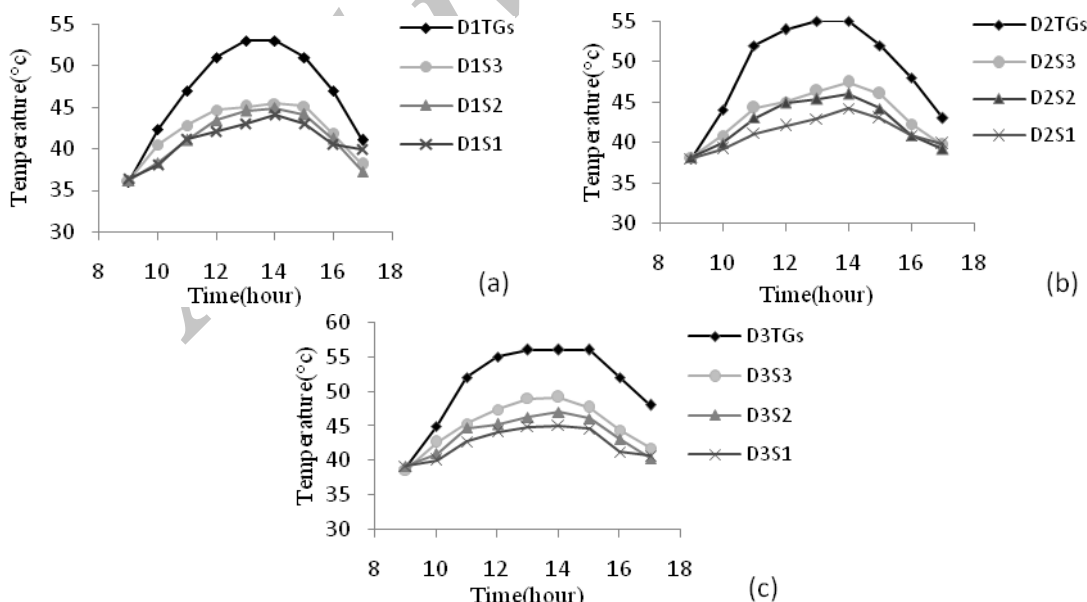 55
50
45
40
35
30
Temperature(°c)
8 10 12 14 16 18
Time(hour)
D1TGs
D1S3
D1S2
D1S1
(a)
55
50
45
40
35
30
Temperature(°c)
8 10 12 14 16 18
Time(hour)
D2TGs
D2S3
D2S2
D2S1
(b)
60
55
50
45
40
35
30
Temperature(°c)
8 10 12 14 16 18
Time(hour)
D3TGs
D3S3
D3S2
D3S1
(c)